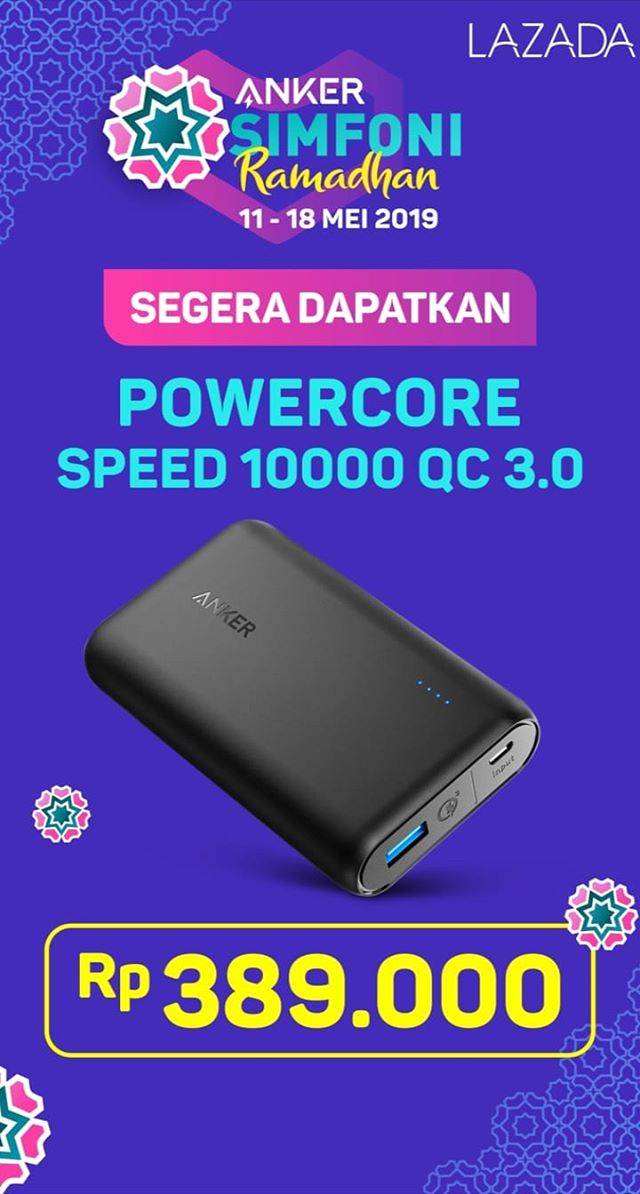 LAZADA
ANKER
SIMFONI
Ramadhan
11 - 18 MEI 2019
SEGERA DAPATKAN
POWERCORE
SPEED 10000 QC 3.0
ANKER
input
3
Rp 389.000